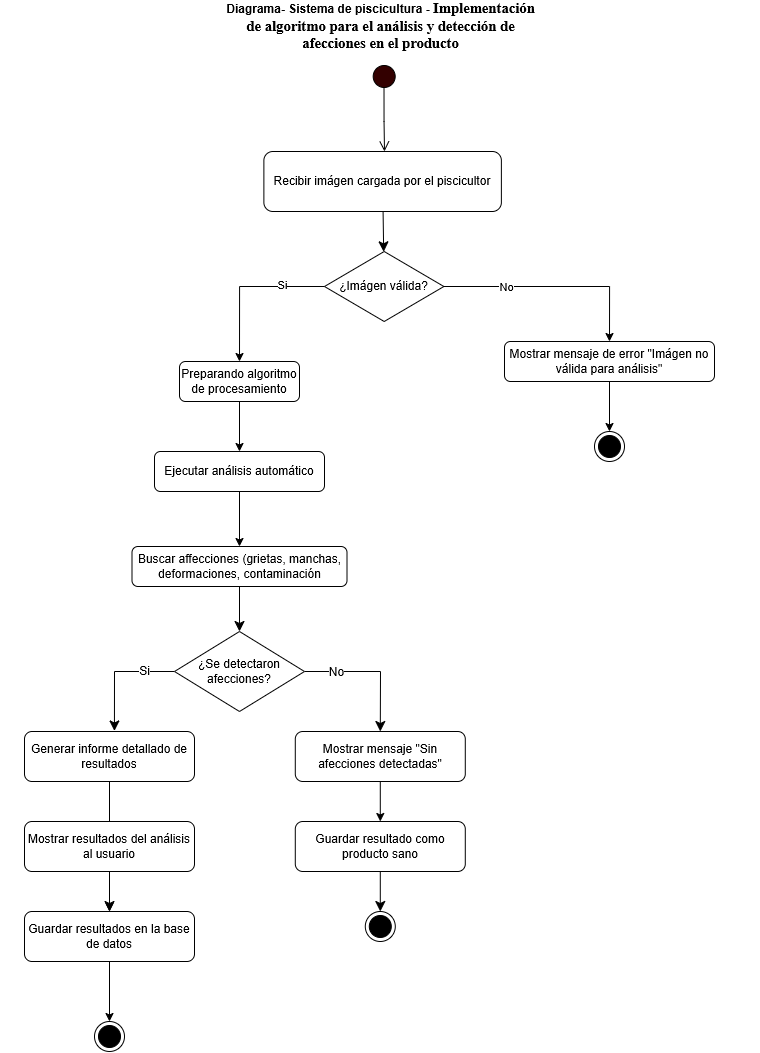 Diagrama- Sistema de piscicultura - Implementación
de algoritmo para el análisis y detección de
afecciones en el producto
Recibir imágen cargada por el piscicultor
¿Imágen válida?
Si
No
Preparando algoritmo
de procesamiento
Mostrar mensaje de error "Imágen no
válida para análisis"
Ejecutar análisis automático
Buscar affecciones (grietas, manchas,
deformaciones, contaminación
¿Se detectaron
afecciones?
Si
No
Generar informe detallado de
resultados
Mostrar mensaje "Sin
afecciones detectadas"
Mostrar resultados del análisis
al usuario
Guardar resultado como
producto sano
Guardar resultados en la base
de datos